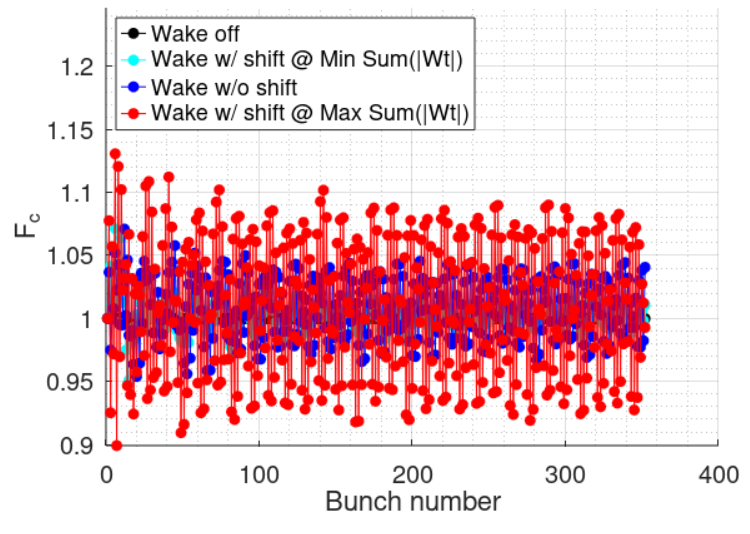 Wake off
Wake w/ shift @ Min Sum(|Wt|)
Wake w/o shift
Wake w/ shift @ Max Sum(|Wt|)
1.2
1.15
1.1
1.05
1
0.95
0.9
F_c
0 100 200 300 400
Bunch number